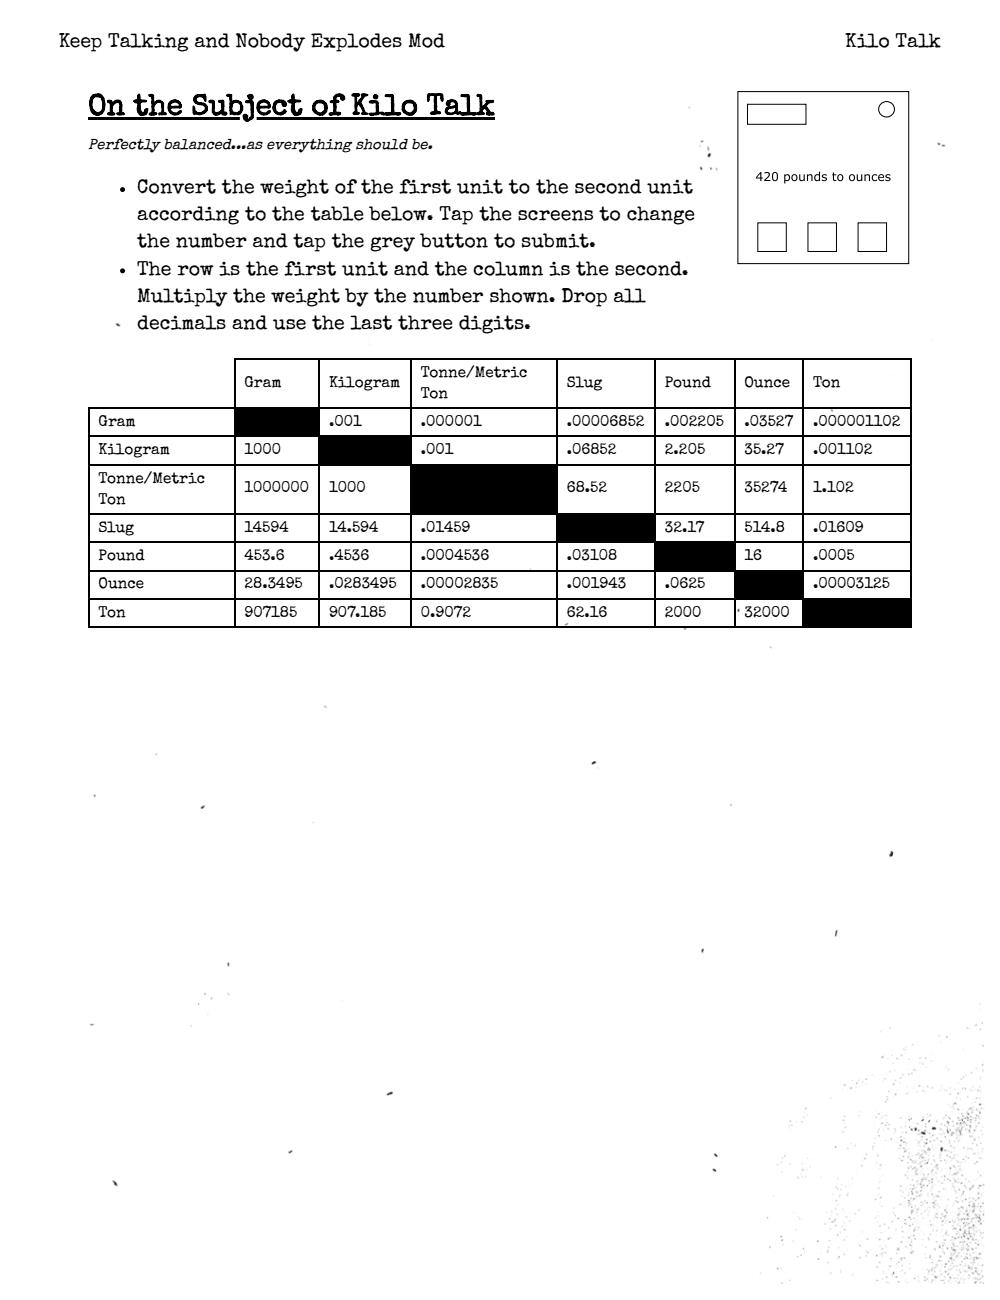 Keep Talking and Nobody Explodes Mod
Kilo Talk
On the Subject of Kilo Talk
Perfectly balanced...as everything should be.
420 pounds to ounces
• Convert the weight of the first unit to the second unit
according to the table below. Tap the screens to change
the number and tap the grey button to submit.
• The row is the first unit and the column is the second.
Multiply the weight by the number shown. Drop all
decimals and use the last three digits.
Gram Kilogram Tonne/Metric Ton Slug Pound Ounce Ton
Gram .001 .000001 .00006852 .002205 .03527 .000001102
Kilogram 1000 .001 .06852 2.205 35.27 .001102
Tonne/Metric Ton 1000000 1000 68.52 2205 35274 1.102
Slug 14594 14.594 .01459 32.17 514.8 .01609
Pound 453.6 .4536 .0004536 .03108 16 .0005
Ounce 28.3495 .0283495 .00002835 .001943 .0625 .00003125
Ton 907185 907.185 0.9072 62.16 2000 32000